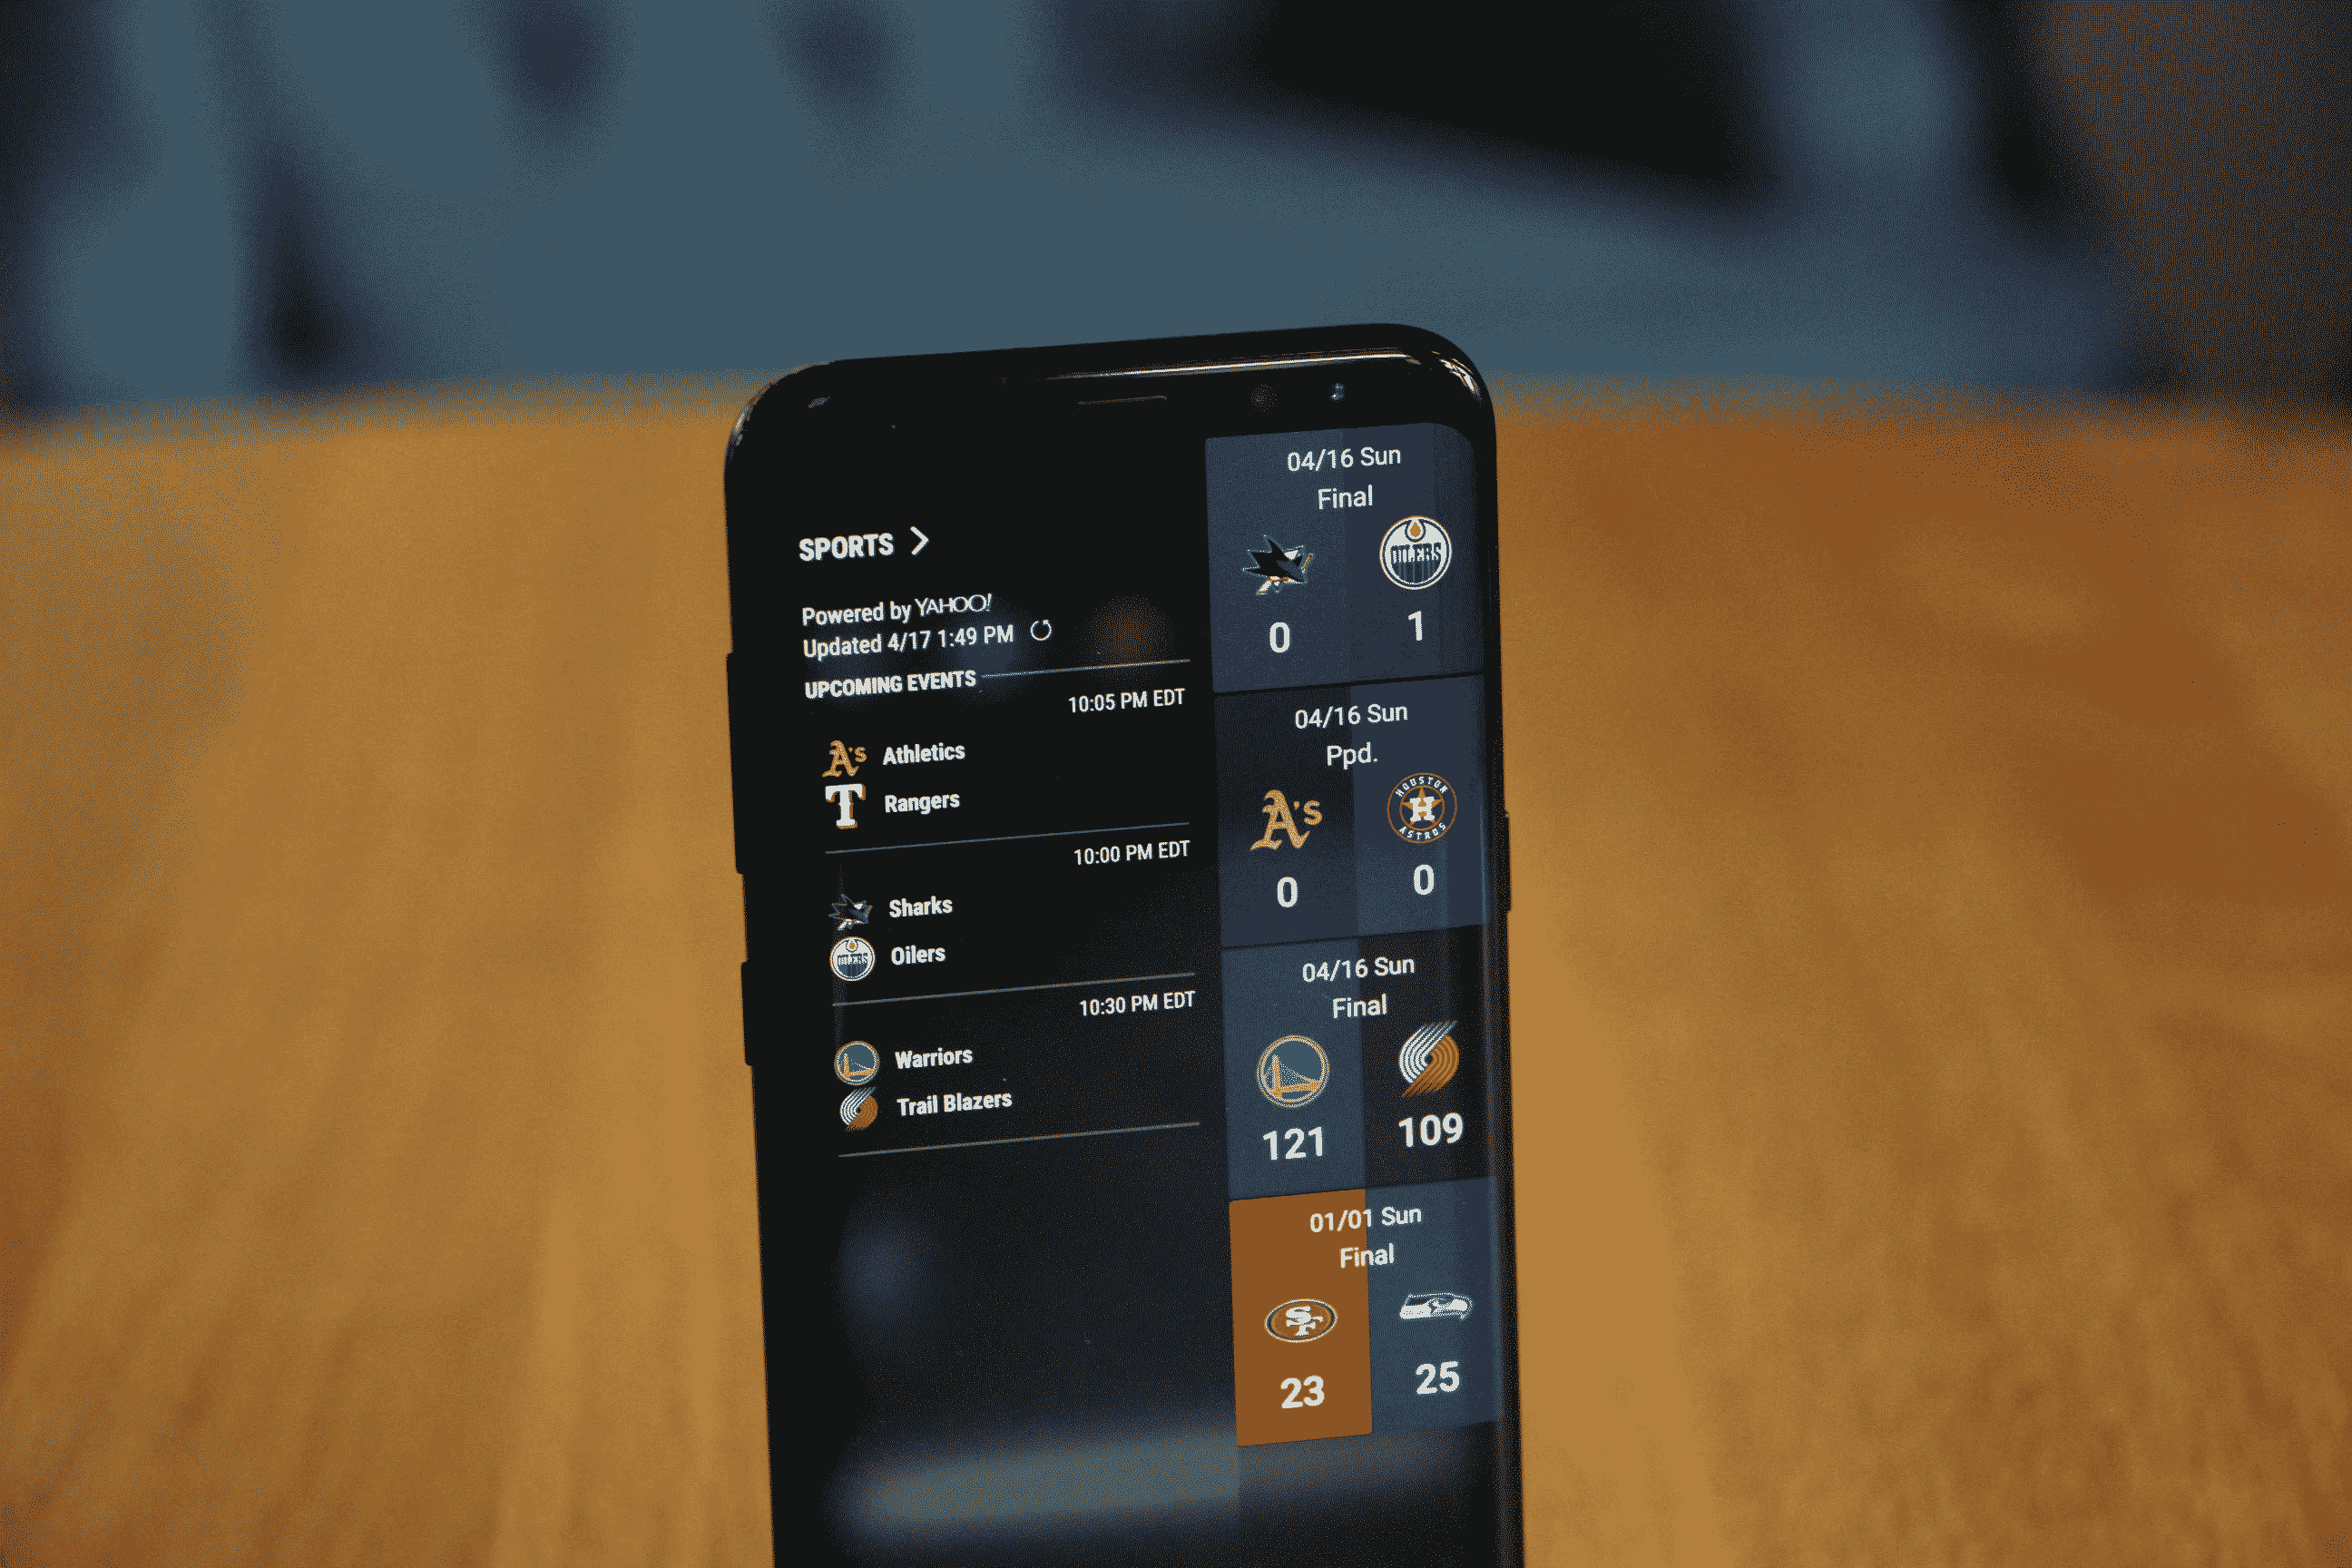 SPORTS
Powered by YAHOO!
Updated 4/17 1:49 PM
UPCOMING EVENTS
10:05 PM EDT
A's Athletics
T Rangers
10:00 PM EDT
Sharks
OILERS Oilers
10:30 PM EDT
Warriors
Trail Blazers
04/16 Sun
Final
OILERS
0 1
04/16 Sun
Ppd.
A's HOUSTON H ASTROS
0 0
04/16 Sun
Final
121 109
01/01 Sun
Final
SF
23 25